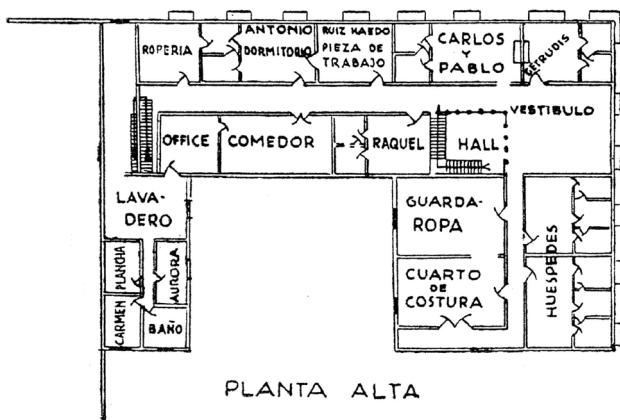 ROPERIA
ANTONIO
DORMITORIO
RUIZ HAEDO
PIEZA DE
TRABAJO
CARLOS
Y
PABLO
GETRUDIS
VESTIBULO
OFFICE
COMEDOR
RAQUEL
HALL
LAVA-
DERO
GUARDA-
ROPA
PLANCHA
AURORA
CUARTO
DE
COSTURA
HUESPEDES
CARMEN
BAÑO
PLANTA ALTA